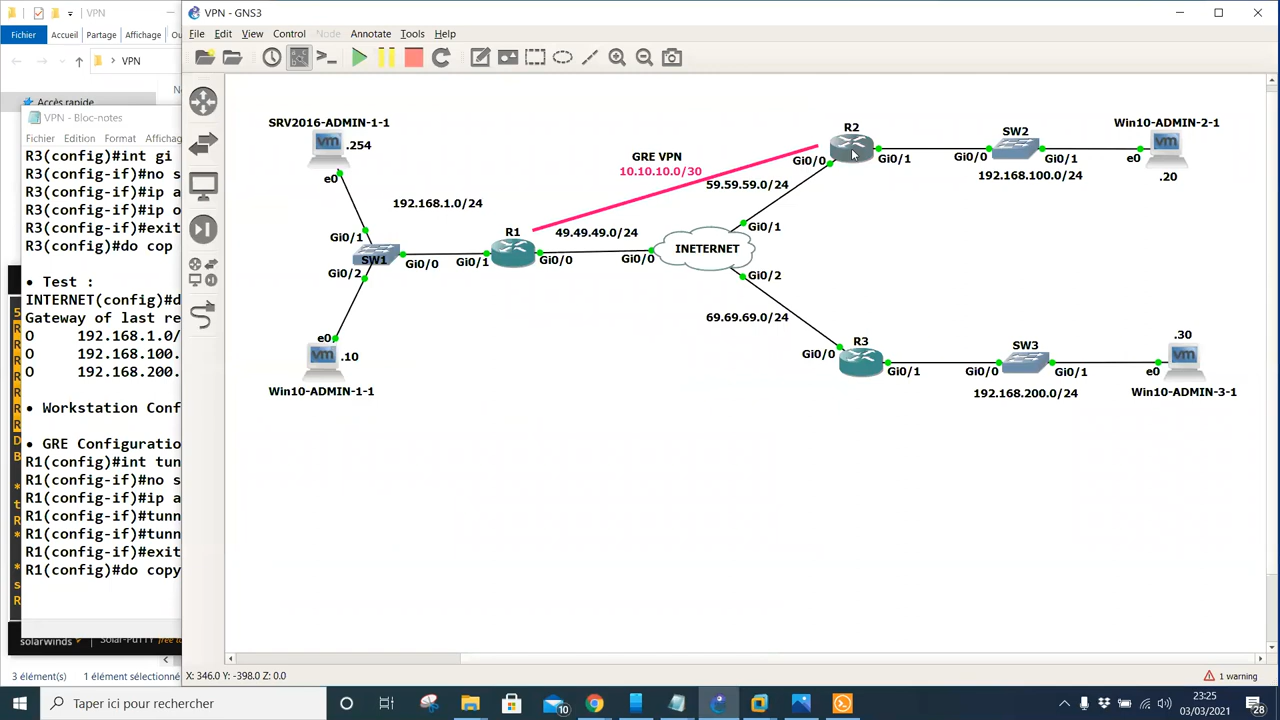 VPN
VPN - GNS3
Fichier
Accueil
Partage
Affichage
File
Edit
View
Control
Node
Annotate
Tools
Help
VPN
Accès rapide
VPN - Bloc-notes
Fichier
Edition
Format
Affichage
R3(config)#int gi
R3(config-if)#no s
R3(config-if)#ip a
R3(config-if)#ip o
R3(config-if)#exit
R3(config)#do cop
• Test :
INTERNET(config)#d
Gateway of last re
O 192.168.1.0/
O 192.168.100.
O 192.168.200.
• Workstation Conf
• GRE Configuration
R1(config)#int tun
R1(config-if)#no s
R1(config-if)#ip a
R1(config-if)#tunn
R1(config-if)#tunn
R1(config-if)#exit
R1(config)#do copy
solarwinds
Solar-PuTTY
3 élément(s)
1 élément sélectionné
SRV2016-ADMIN-1-1
vm
.254
e0
192.168.1.0/24
Gi0/1
SW1
Gi0/2
Gi0/0
Gi0/1
R1
Gi0/0
49.49.49.0/24
Gi0/0
INETERNET
e0
vm
.10
Win10-ADMIN-1-1
GRE VPN
10.10.10.0/30
59.59.59.0/24
Gi0/1
Gi0/2
69.69.69.0/24
R2
Gi0/0
Gi0/1
SW2
Gi0/0
Gi0/1
192.168.100.0/24
Win10-ADMIN-2-1
vm
e0
.20
R3
Gi0/0
Gi0/1
SW3
Gi0/0
Gi0/1
192.168.200.0/24
.30
vm
e0
Win10-ADMIN-3-1
X: 346.0 Y: -398.0 Z: 0.0
1 warning
Taper ici pour rechercher
10
23:25
03/03/2021
28